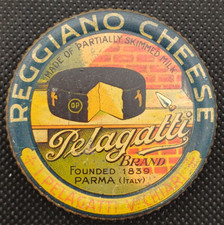 REGGIANO CHEESE
MADE OF PARTIALLY SKIMMED MILK
G.P.
Pelagatti
BRAND
FOUNDED 1839
PARMA (ITALY)